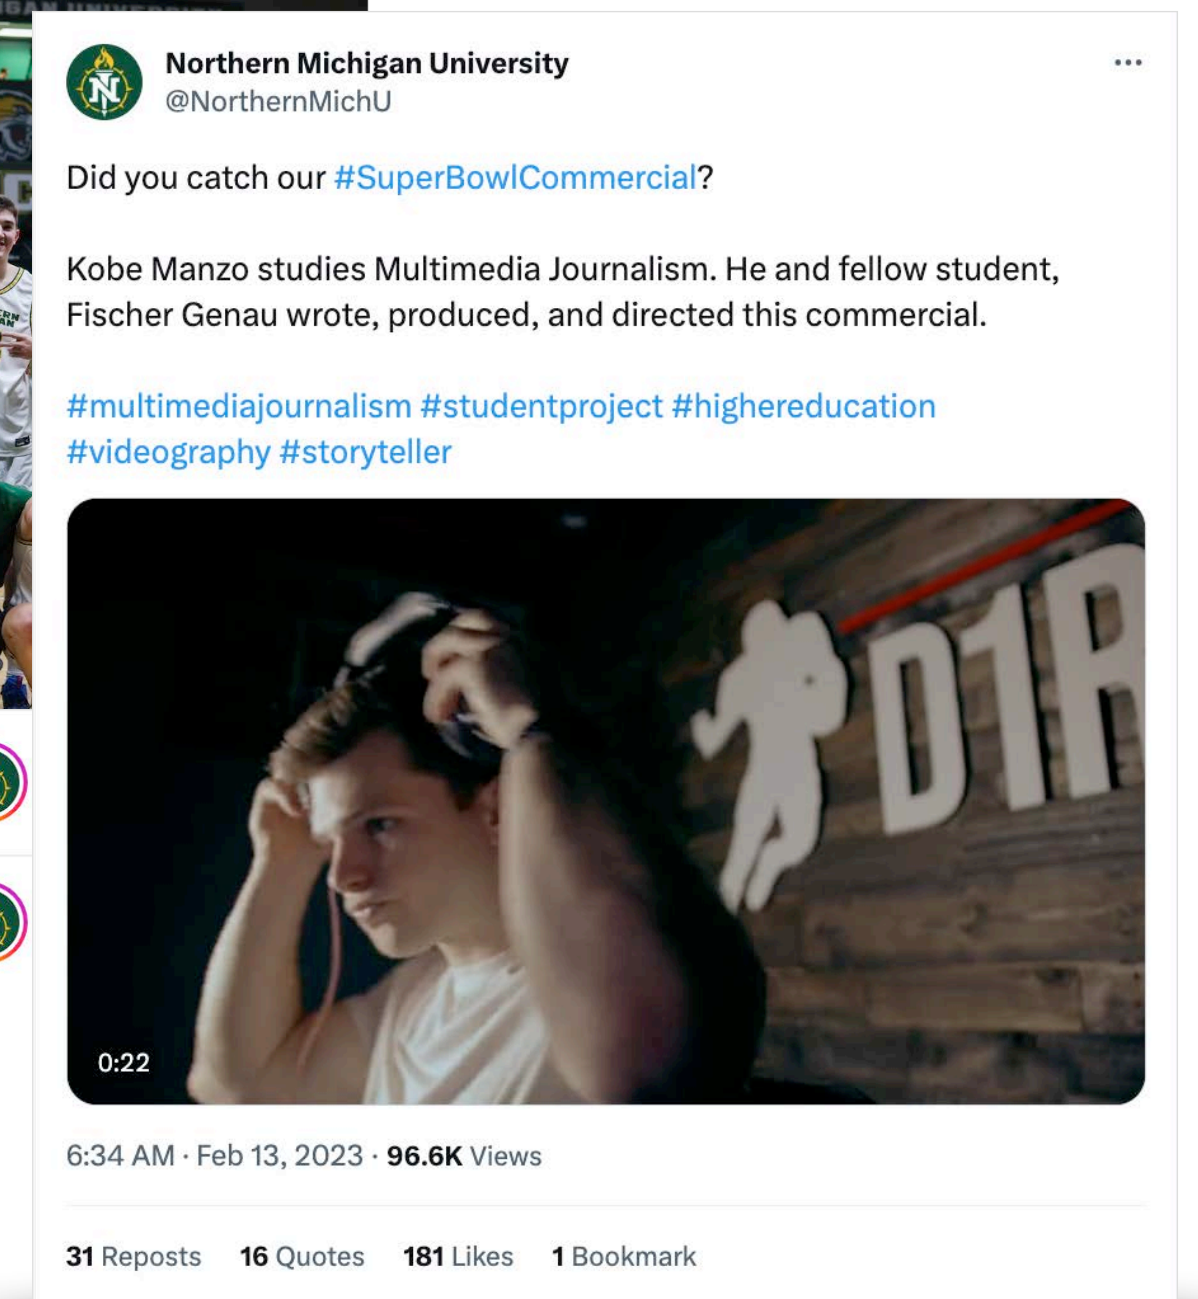 Northern Michigan University
@NorthernMichU
Did you catch our #SuperBowlCommercial?
Kobe Manzo studies Multimedia Journalism. He and fellow student,
Fischer Genau wrote, produced, and directed this commercial.
#multimediajournalism #studentproject #highereducation
#videography #storyteller
D1R
0:22
6:34 AM · Feb 13, 2023 · 96.6K Views
31 Reposts 16 Quotes 181 Likes 1 Bookmark